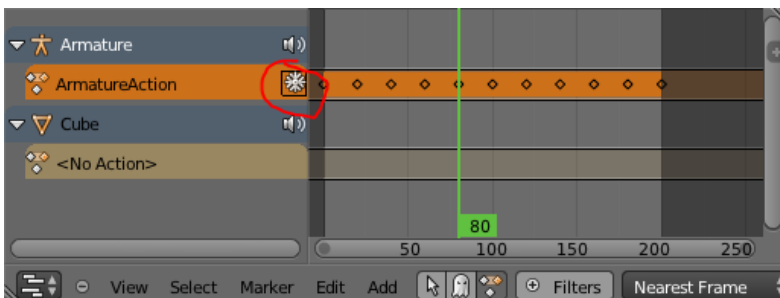 Armature
ArmatureAction
Cube
<No Action>
80
50 100 150 200 250
View Select Marker Edit Add Filters Nearest Frame